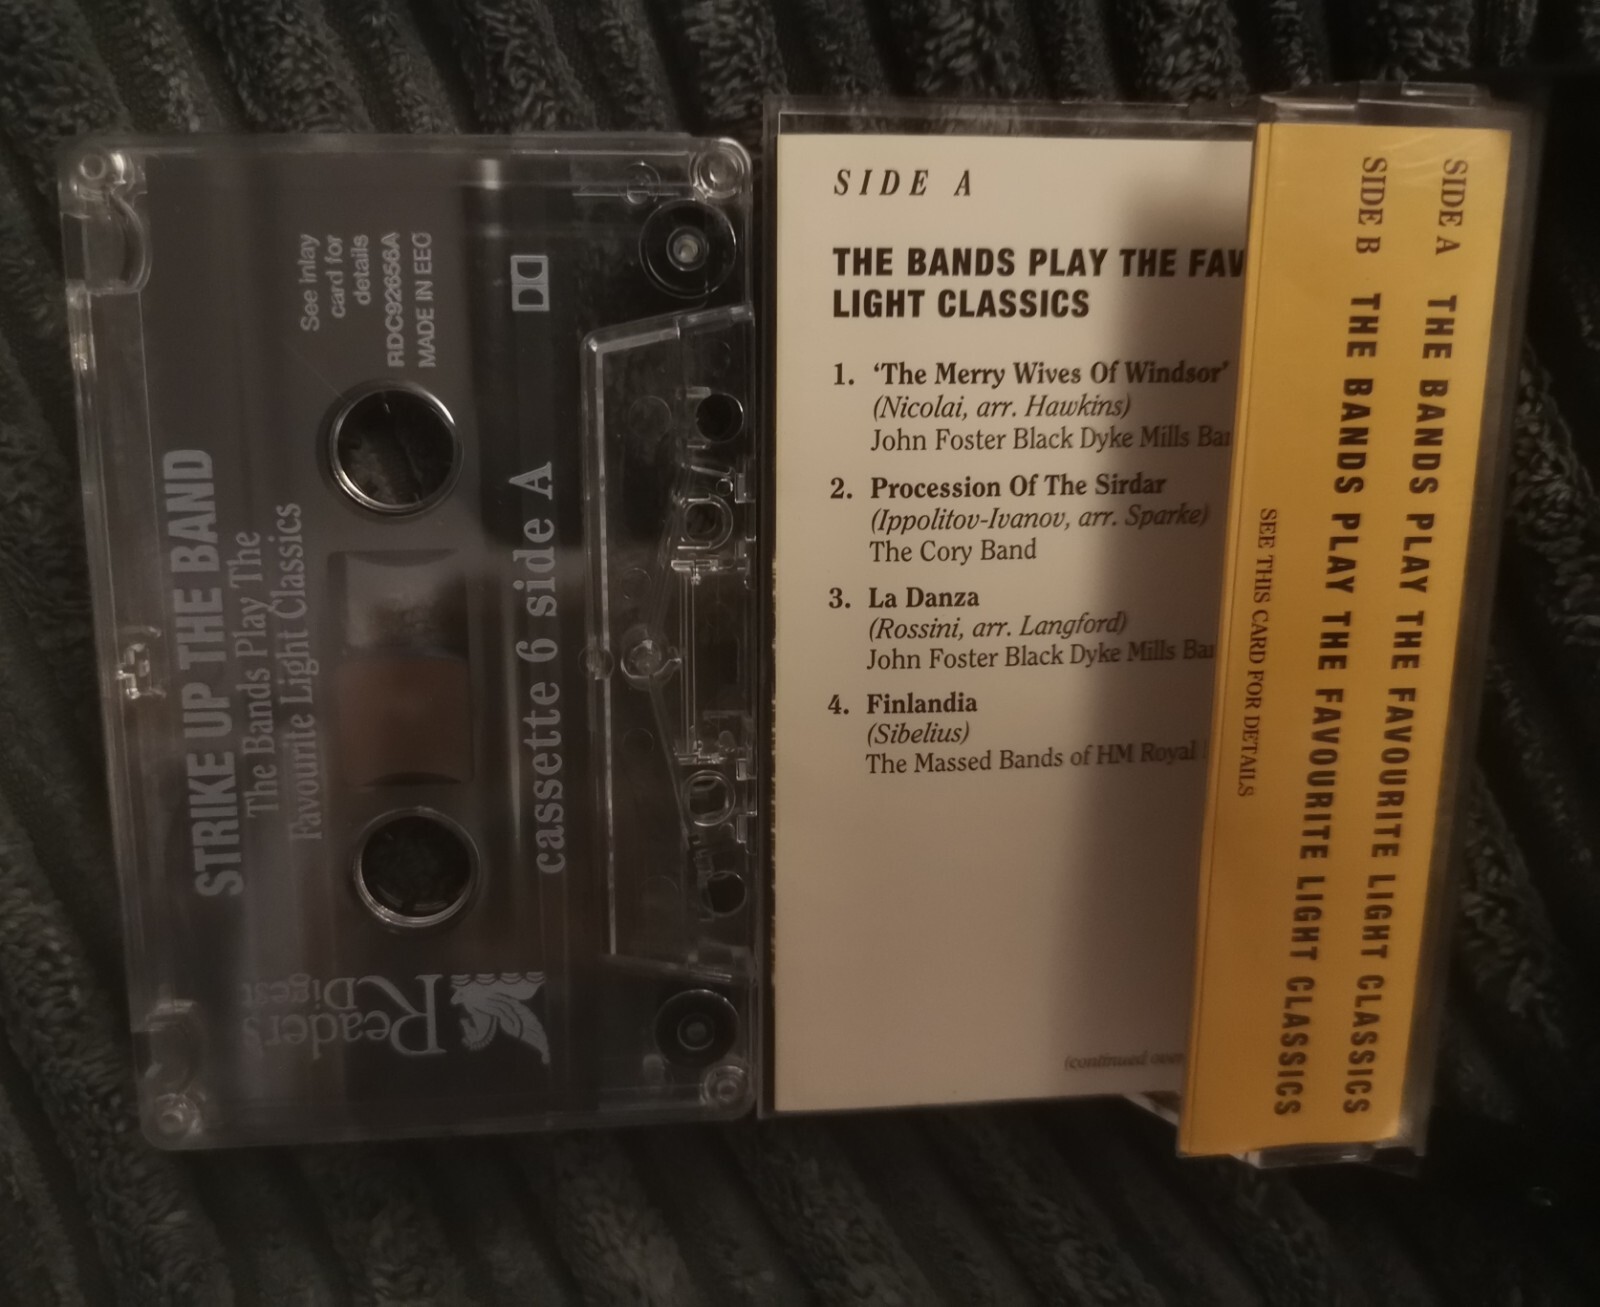 STRIKE UP THE BAND
The Bands Play The
Favourite Light Classics
See inlay
card for
details
RDC92656A
MADE IN EEC
cassette 6 side A
Reader's
Digest
SIDE A
THE BANDS PLAY THE FAV
LIGHT CLASSICS
1. ‘The Merry Wives Of Windsor’
(Nicolai, arr. Hawkins)
John Foster Black Dyke Mills Ban
2. Procession Of The Sirdar
(Ippolitov-Ivanov, arr. Sparke)
The Cory Band
3. La Danza
(Rossini, arr. Langford)
John Foster Black Dyke Mills Ban
4. Finlandia
(Sibelius)
The Massed Bands of HM Royal
(continued
SIDE A THE BANDS PLAY THE FAVOURITE LIGHT CLASSICS
SIDE B THE BANDS PLAY THE FAVOURITE LIGHT CLASSICS
SEE THIS CARD FOR DETAILS